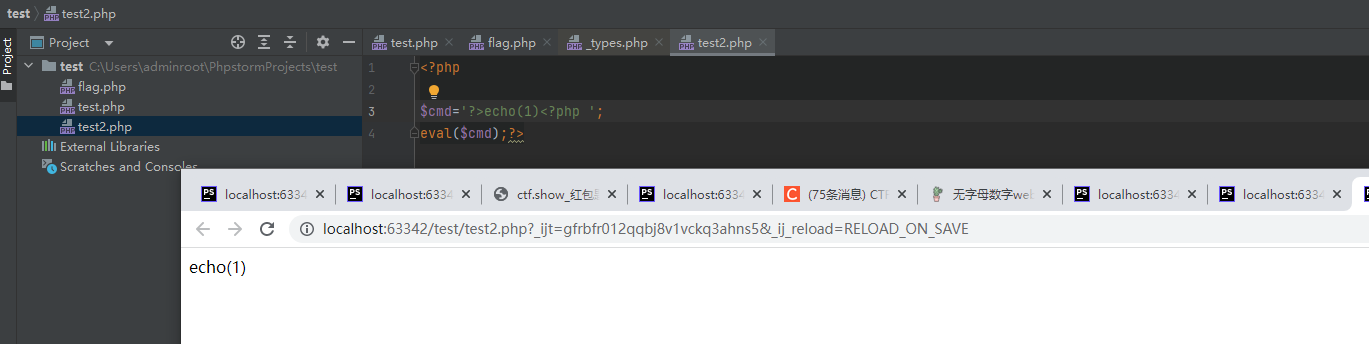 test 〉 test2.php
Project
Project
test C:\Users\adminroot\PhpstormProjects\test
flag.php
test.php
test2.php
External Libraries
Scratches and Consoles
test.php
flag.php
_types.php
test2.php
1 <?php
2
3 $cmd='?>echo(1)<?php ';
4 eval($cmd);?>
localhost:6334
localhost:6334
ctf.show_红包
localhost:6334
(75条消息) CTF
无字母数字web
localhost:6334
localhost:6334
localhost:63342/test/test2.php?_ijt=gfrbfr012qqbj8v1vckq3ahns5&_ij_reload=RELOAD_ON_SAVE
echo(1)